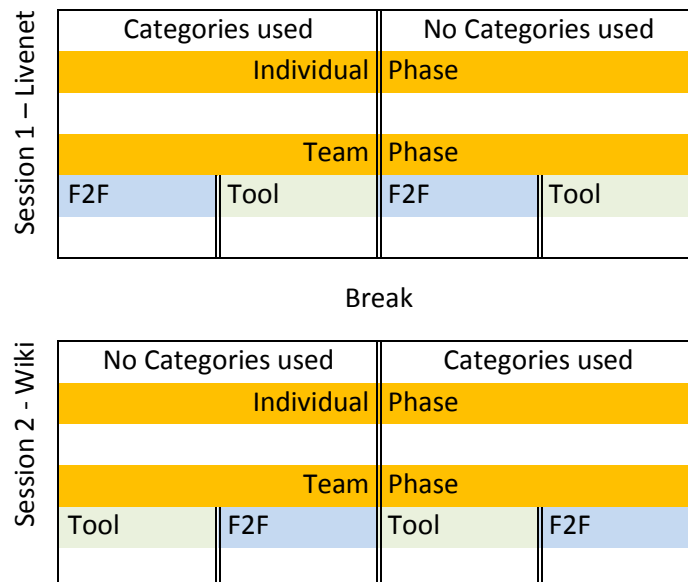 Session 1 – Livenet
Categories used No Categories used
Individual Phase
Team Phase
F2F Tool F2F Tool
Break
Session 2 - Wiki
No Categories used Categories used
Individual Phase
Team Phase
Tool F2F Tool F2F